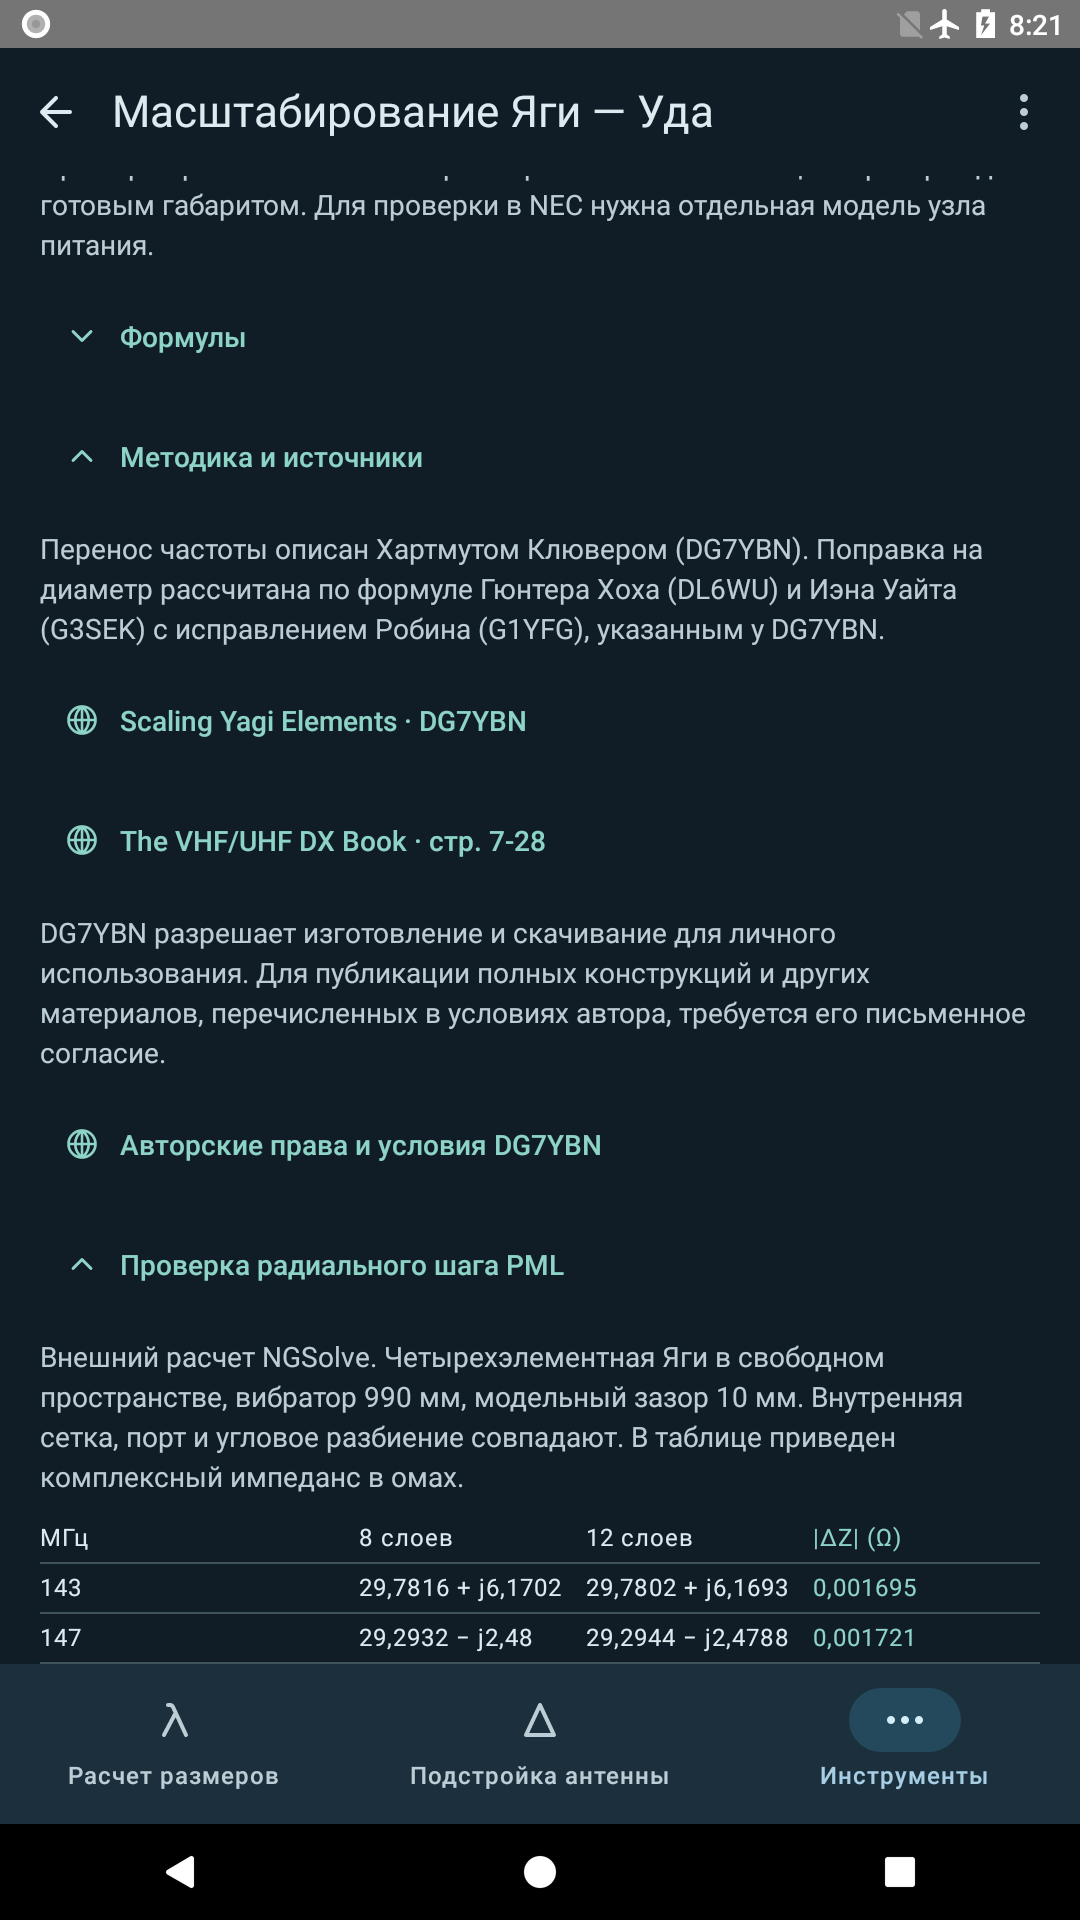 8:21
Масштабирование Яги — Уда
готовым габаритом. Для проверки в NEC нужна отдельная модель узла
питания.
Формулы
Методика и источники
Перенос частоты описан Хартмутом Клювером (DG7YBN). Поправка на
диаметр рассчитана по формуле Гюнтера Хоха (DL6WU) и Иэна Уайта
(G3SEK) с исправлением Робина (G1YFG), указанным у DG7YBN.
Scaling Yagi Elements · DG7YBN
The VHF/UHF DX Book · стр. 7-28
DG7YBN разрешает изготовление и скачивание для личного
использования. Для публикации полных конструкций и других
материалов, перечисленных в условиях автора, требуется его письменное
согласие.
Авторские права и условия DG7YBN
Проверка радиального шага PML
Внешний расчет NGSolve. Четырехэлементная Яги в свободном
пространстве, вибратор 990 мм, модельный зазор 10 мм. Внутренняя
сетка, порт и угловое разбиение совпадают. В таблице приведен
комплексный импеданс в омах.
МГц 8 слоев 12 слоев |ΔZ| (Ω)
143 29,7816 + j6,1702 29,7802 + j6,1693 0,001695
147 29,2932 − j2,48 29,2944 − j2,4788 0,001721
λ Δ
Расчет размеров Подстройка антенны Инструменты